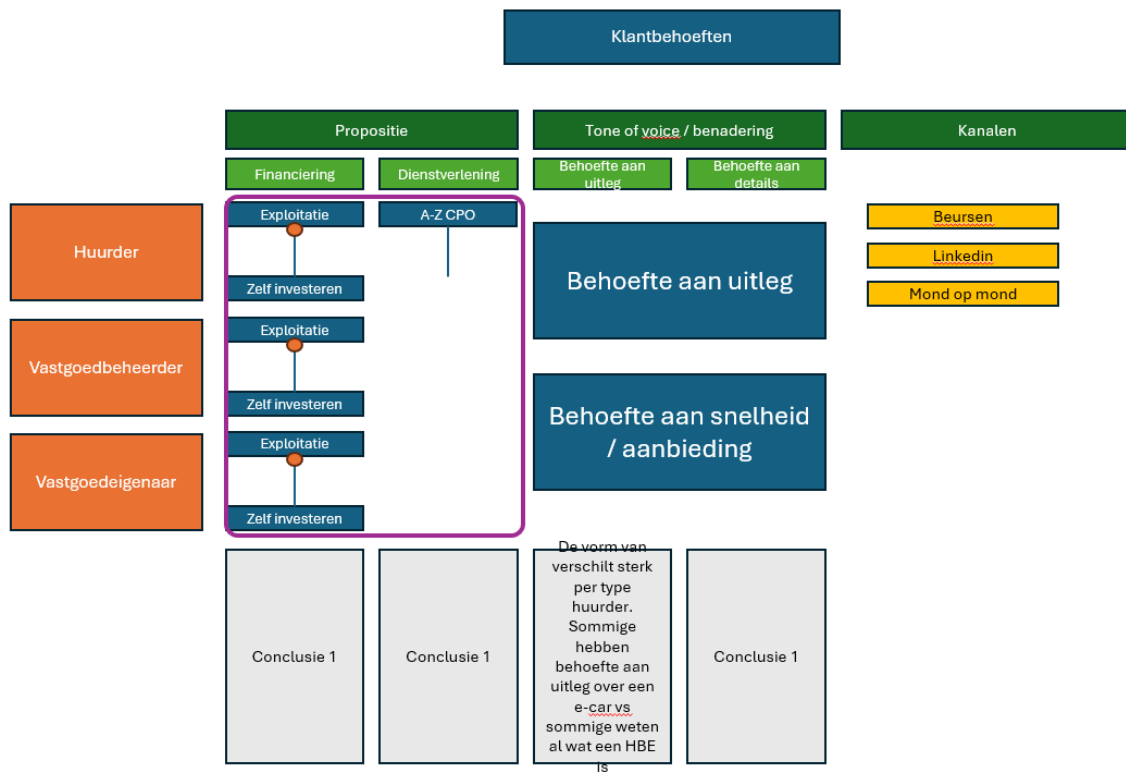 Klantbehoeften
Propositie
Tone of voice / benadering
Kanalen
Financiering
Dienstverlening
Behoefte aan
uitleg
Behoefte aan
details
Huurder
Exploitatie
Zelf investeren
A-Z CPO
Vastgoedbeheerder
Exploitatie
Zelf investeren
Vastgoedeigenaar
Exploitatie
Zelf investeren
Behoefte aan uitleg
Behoefte aan snelheid
/ aanbieding
Beursen
Linkedin
Mond op mond
Conclusie 1
Conclusie 1
De vorm van
verschilt sterk
per type
huurder.
Sommige
hebben
behoefte aan
uitleg over een
e-car vs
sommige weten
al wat een HBE
is
Conclusie 1